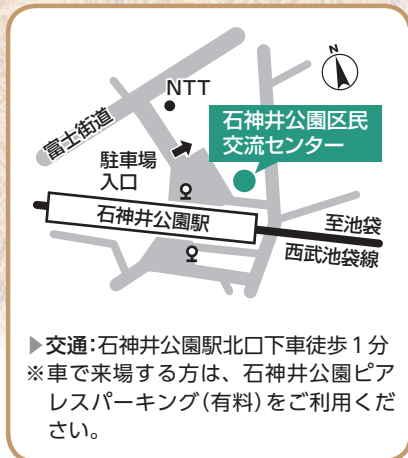 N
NTT
富士街道
石神井公園区民
交流センター
駐車場
入口
石神井公園駅
至池袋
西武池袋線
▶交通:石神井公園駅北口下車徒歩1分
※車で来場する方は、石神井公園ピア
レスパーキング(有料)をご利用くだ
さい。